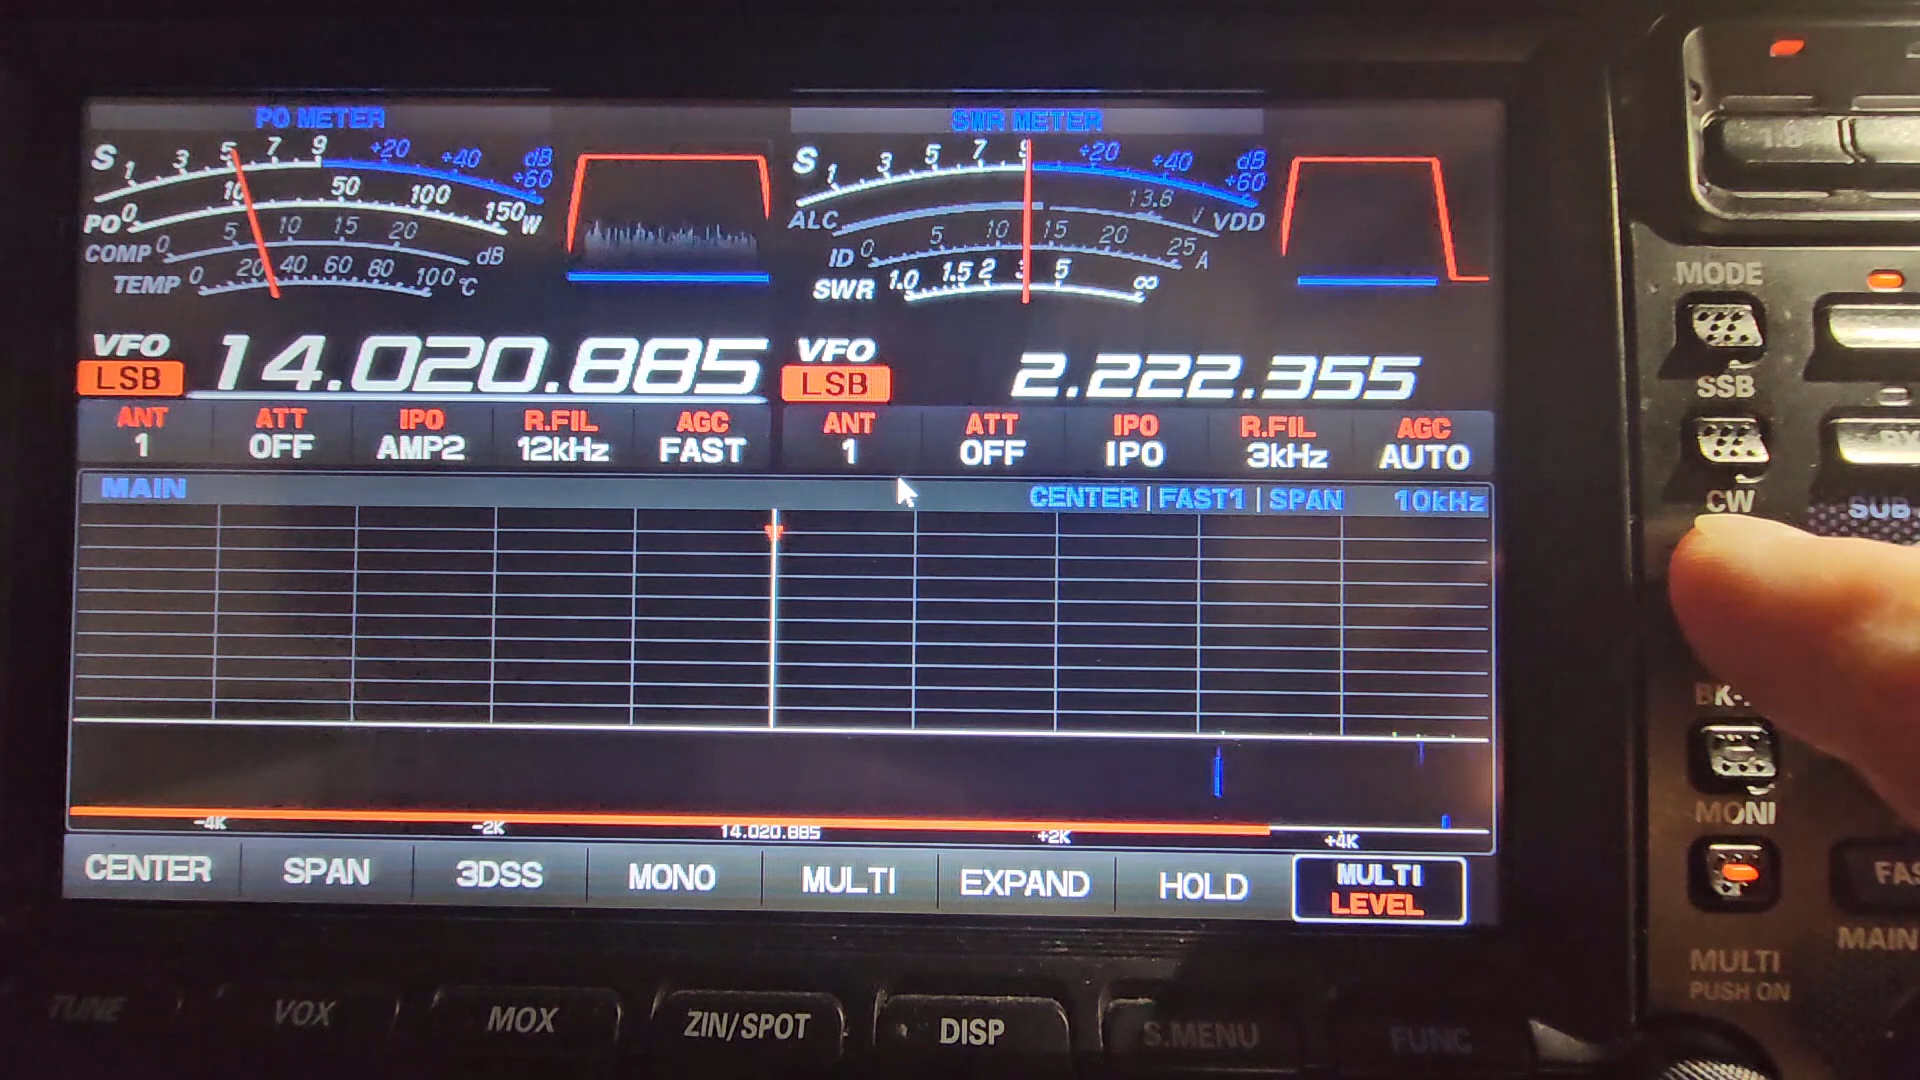 PO METER
SWR METER
S 1 3 5 7 9 +20 +40 +60 dB
PO 0 10 50 100 150 W
COMP 0 5 10 15 20 dB
TEMP 0 20 40 60 80 100 °C
S 1 3 5 7 9 +20 +40 +60 dB
ALC 13.8 V VDD
ID 0 5 10 15 20 25 A
SWR 1.0 1.5 2 3 5 ∞
VFO
LSB
14.020.885
VFO
LSB
2.222.355
ANT ATT IPO R.FIL AGC
1 OFF AMP2 12kHz FAST
ANT ATT IPO R.FIL AGC
1 OFF IPO 3kHz AUTO
MAIN
CENTER | FAST1 | SPAN 10kHz
-4K -2K 14.020.885 +2K +4K
CENTER SPAN 3DSS MONO MULTI EXPAND HOLD MULTI
LEVEL
TUNE VOX MOX ZIN/SPOT DISP S.MENU FUNC
1.8
MODE
SSB
CW
SUB
MONI
MULTI
PUSH ON
MAIN